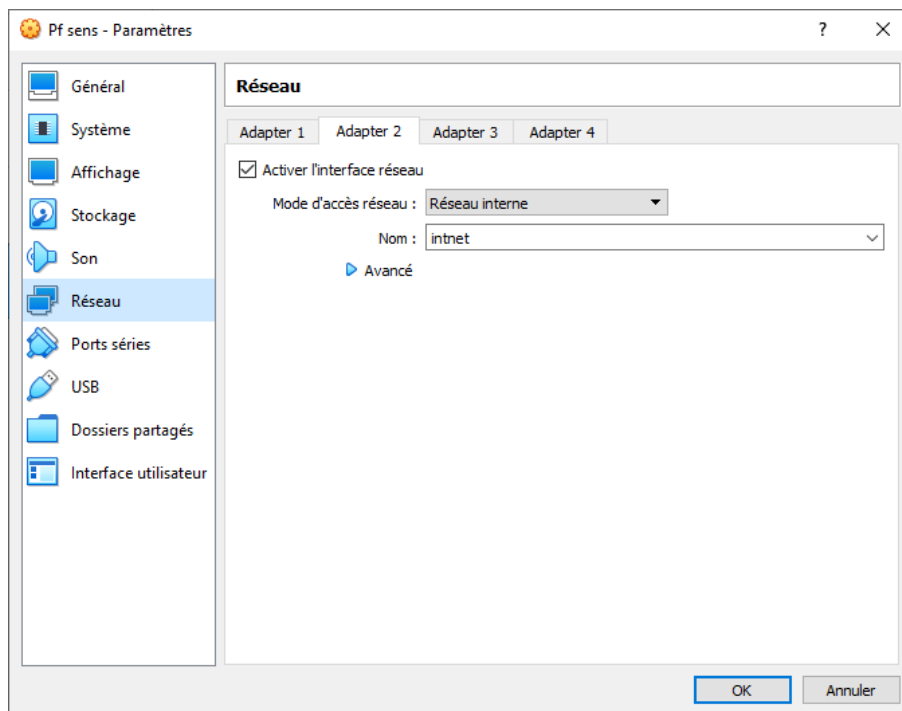 Pf sens - Paramètres
?
Général
Système
Affichage
Stockage
Son
Réseau
Ports séries
USB
Dossiers partagés
Interface utilisateur
Réseau
Adapter 1 Adapter 2 Adapter 3 Adapter 4
Activer l'interface réseau
Mode d'accès réseau : Réseau interne
Nom : intnet
Avancé
OK Annuler